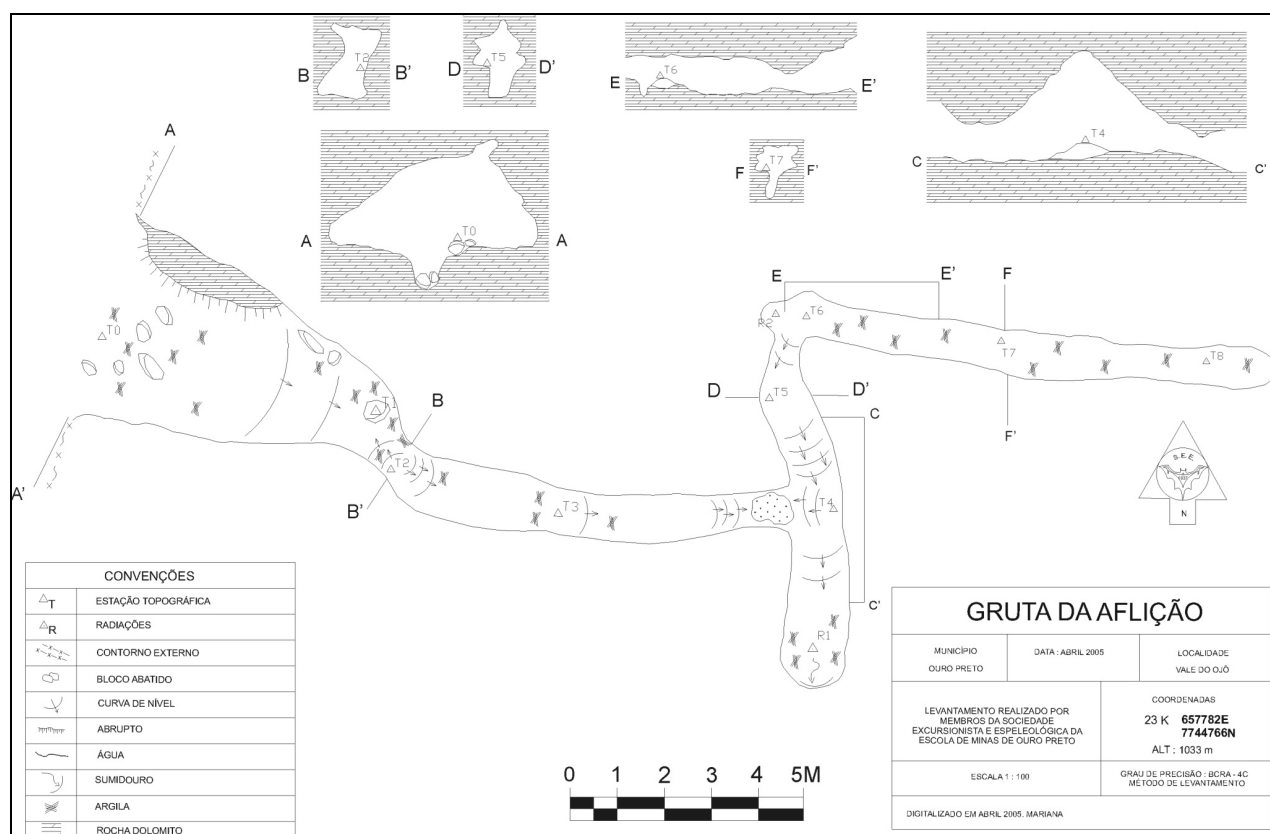 B
T2
B'
D
T5
D'
E
T6
E'
C
T4
C'
A
T0
A
F
T7
F'
A
T0
A'
T1
B
T2
B'
T3
E
E'
F
R2
T6
T7
T8
F'
D
T5
D'
C
T4
C'
R1
S.E.E.
N
CONVENÇÕES
T
ESTAÇÃO TOPOGRÁFICA
R
RADIAÇÕES
CONTORNO EXTERNO
BLOCO ABATIDO
CURVA DE NÍVEL
ABRUPTO
ÁGUA
SUMIDOURO
ARGILA
ROCHA DOLOMITO
0 1 2 3 4 5M
GRUTA DA AFLIÇÃO
MUNICÍPIO
OURO PRETO
DATA : ABRIL 2005
LOCALIDADE
VALE DO OJÔ
LEVANTAMENTO REALIZADO POR
MEMBROS DA SOCIEDADE
EXCURSIONISTA E ESPELEOLÓGICA DA
ESCOLA DE MINAS DE OURO PRETO
COORDENADAS
23 K 657782E
7744766N
ALT : 1033 m
ESCALA 1 : 100
GRAU DE PRECISÃO : BCRA - 4C
MÉTODO DE LEVANTAMENTO
DIGITALIZADO EM ABRIL 2005. MARIANA